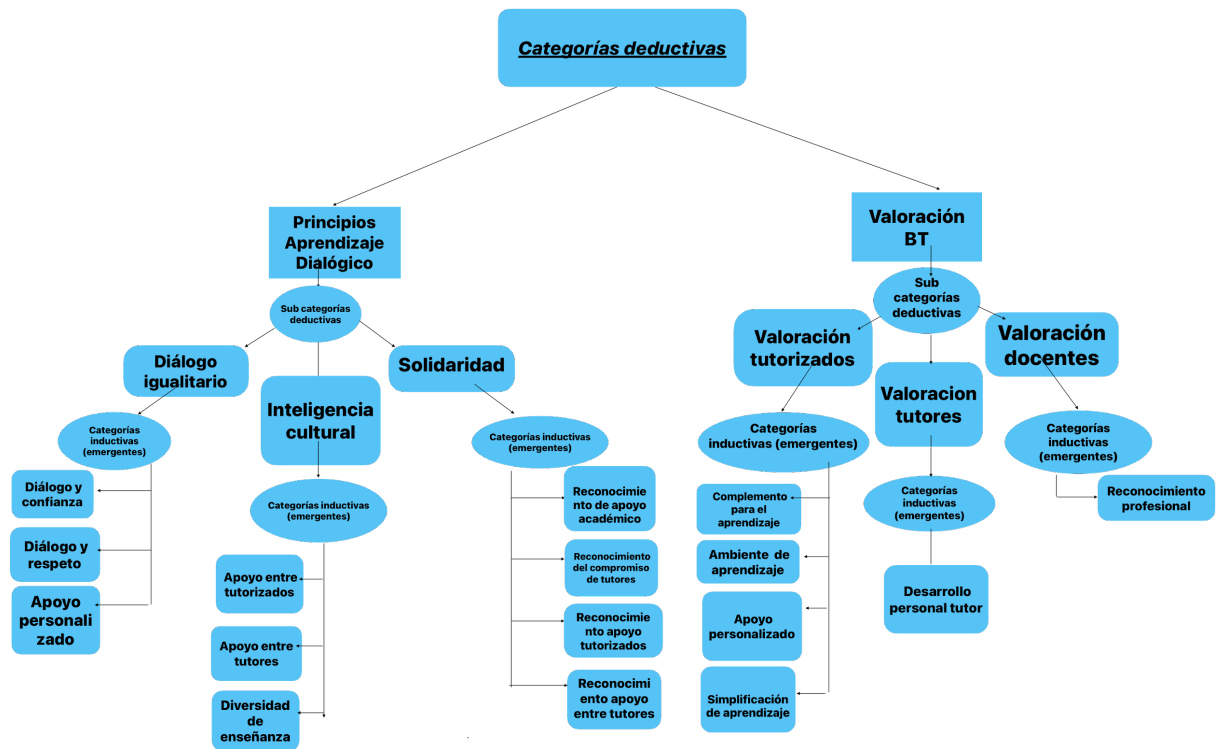 Categorías deductivas
Principios
Aprendizaje
Dialógico
Valoración
BT
Sub categorías
deductivas
Sub
categorías
deductivas
Diálogo
igualitario
Inteligencia
cultural
Solidaridad
Valoración
tutorizados
Valoracion
tutores
Valoración
docentes
Categorías
inductivas
(emergentes)
Diálogo y
confianza
Diálogo y
respeto
Apoyo
personali
zado
Categorías inductivas
(emergentes)
Apoyo entre
tutorizados
Apoyo entre
tutores
Diversidad
de
enseñanza
Categorías inductivas
(emergentes)
Reconocimie
nto de apoyo
académico
Reconocimiento
del compromiso
de tutores
Reconocimie
nto apoyo
tutorizados
Reconocimi
ento apoyo
entre tutores
Categorías
inductivas (emergentes)
Complemento
para el
aprendizaje
Ambiente de
aprendizaje
Apoyo
personalizado
Simplificación
de aprendizaje
Categorías
inductivas
(emergentes)
Desarrollo
personal tutor
Categorías
inductivas
(emergentes)
Reconocimiento
profesional